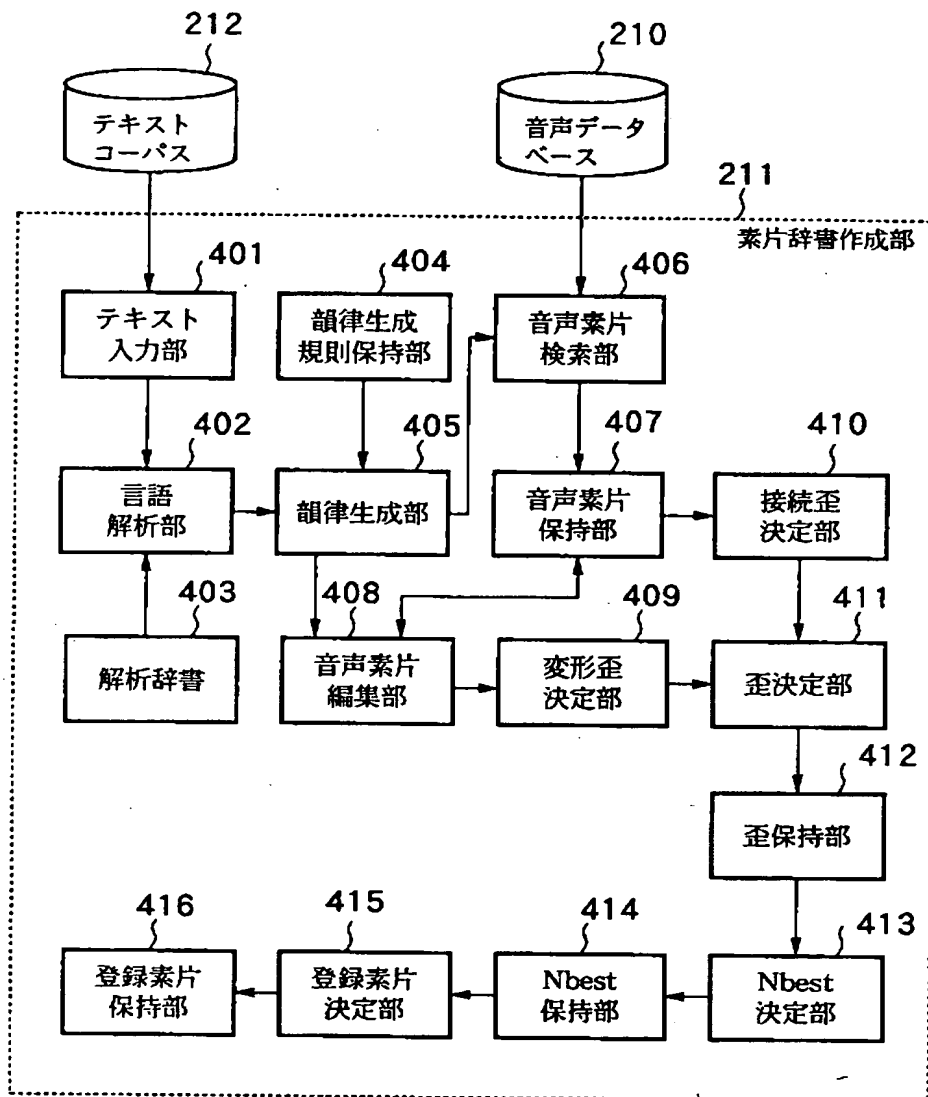 212
210
テキスト
コーパス
音声データ
ベース
211
素片辞書作成部
401
404
406
テキスト
入力部
韻律生成
規則保持部
音声素片
検索部
402
405
407
410
言語
解析部
韻律生成部
音声素片
保持部
接続歪
決定部
403
408
409
411
解析辞書
音声素片
編集部
変形歪
決定部
歪決定部
412
歪保持部
416
415
414
413
登録素片
保持部
登録素片
決定部
Nbest
保持部
Nbest
決定部